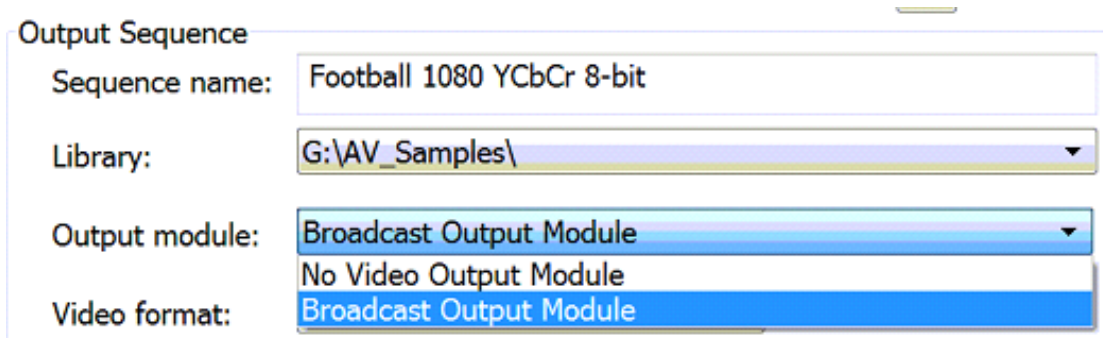 Output Sequence
Sequence name: Football 1080 YCbCr 8-bit
Library: G:\AV_Samples\
Output module: Broadcast Output Module
No Video Output Module
Video format: Broadcast Output Module